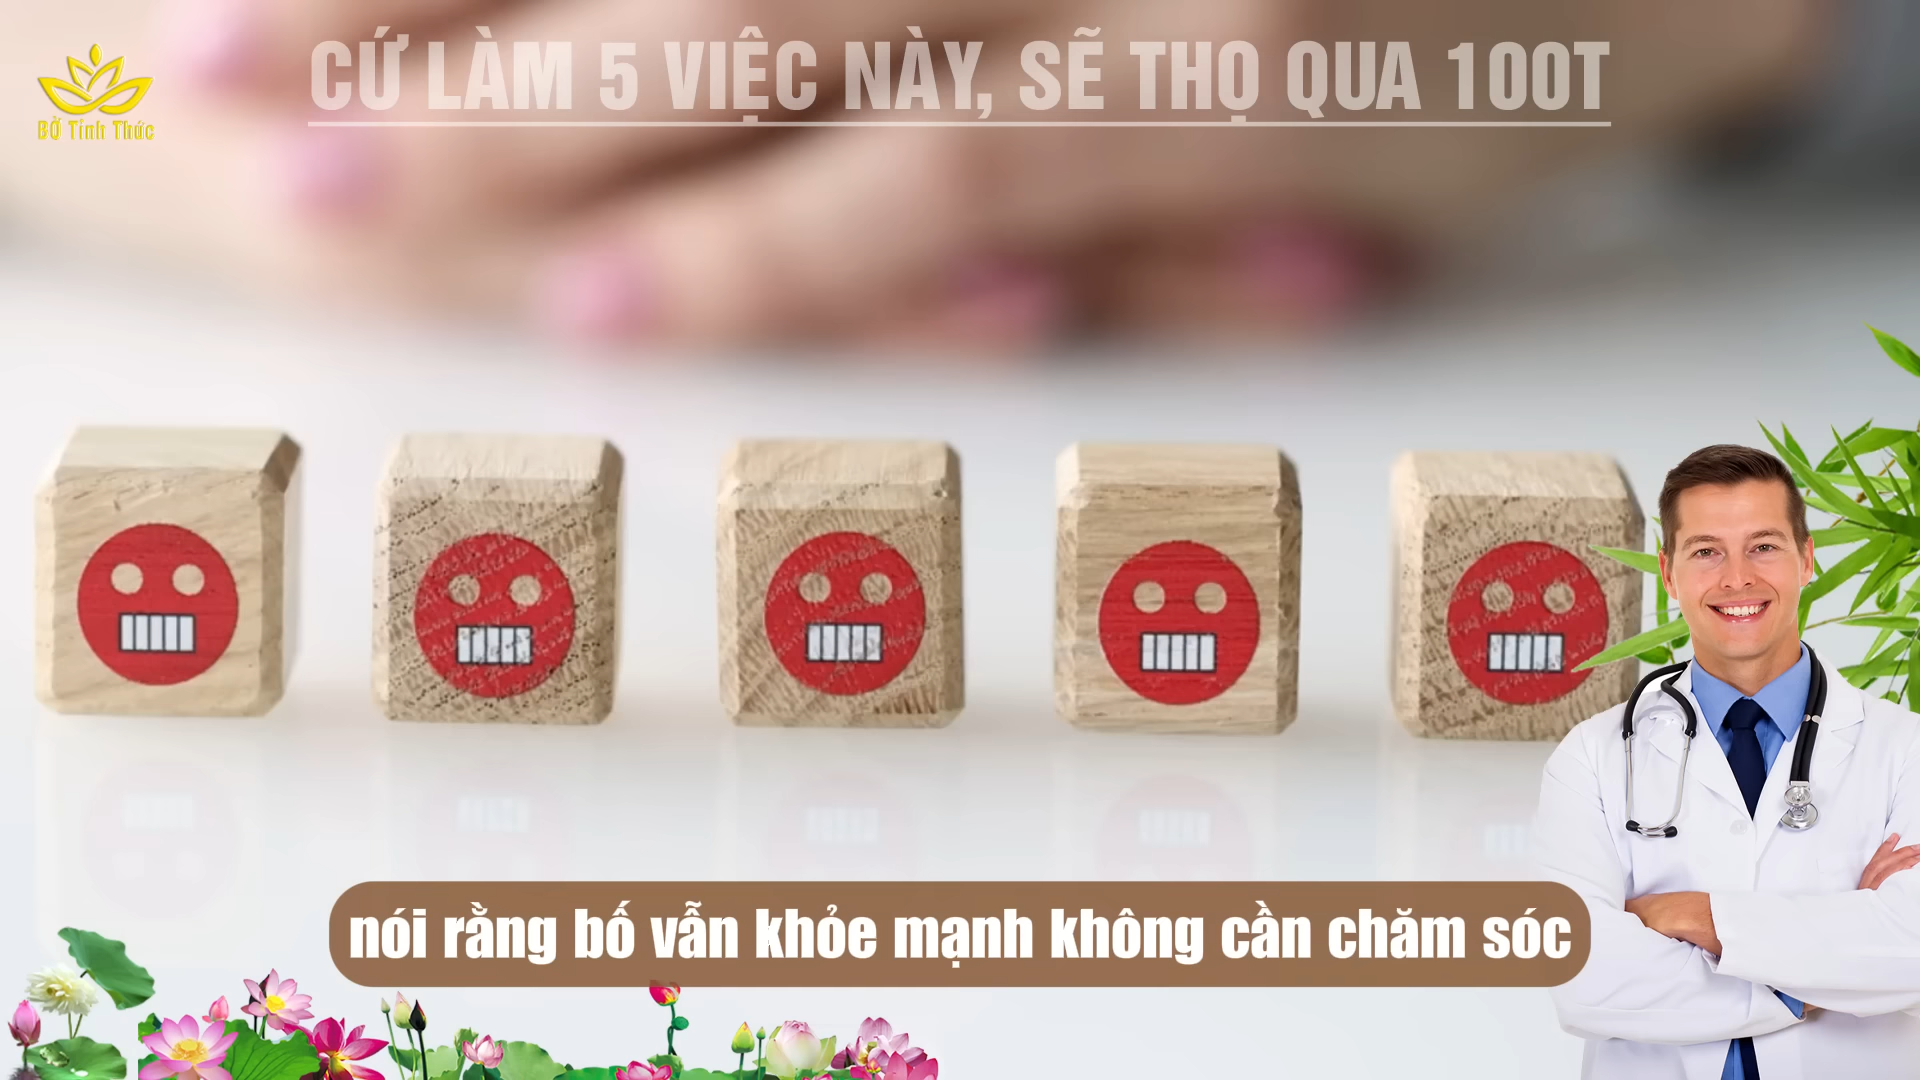 CỨ LÀM 5 VIỆC NÀY, SẼ THỌ QUA 100T
BỜ Tỉnh Thức
nói rằng bố vẫn khỏe mạnh không cần chăm sóc